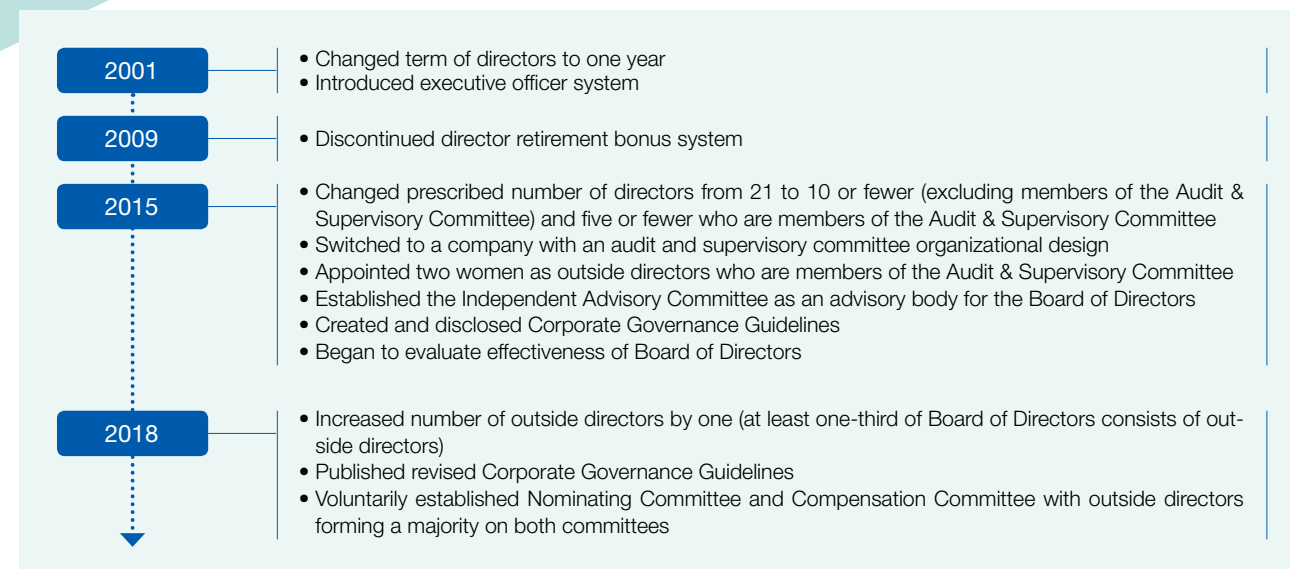 2001
• Changed term of directors to one year
• Introduced executive officer system
2009
• Discontinued director retirement bonus system
2015
• Changed prescribed number of directors from 21 to 10 or fewer (excluding members of the Audit &
Supervisory Committee) and five or fewer who are members of the Audit & Supervisory Committee
• Switched to a company with an audit and supervisory committee organizational design
• Appointed two women as outside directors who are members of the Audit & Supervisory Committee
• Established the Independent Advisory Committee as an advisory body for the Board of Directors
• Created and disclosed Corporate Governance Guidelines
• Began to evaluate effectiveness of Board of Directors
2018
• Increased number of outside directors by one (at least one-third of Board of Directors consists of out-
side directors)
• Published revised Corporate Governance Guidelines
• Voluntarily established Nominating Committee and Compensation Committee with outside directors
forming a majority on both committees